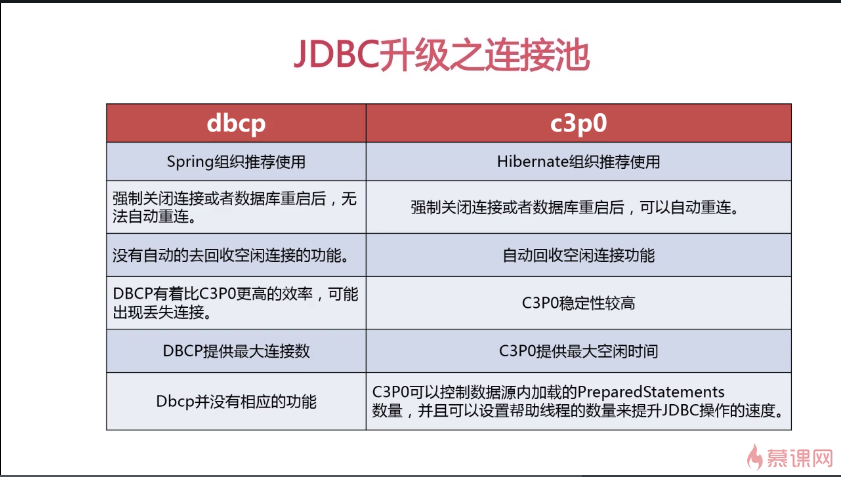 JDBC升级之连接池
dbcp
c3p0
Spring组织推荐使用
Hibernate组织推荐使用
强制关闭连接或者数据库重启后，无
法自动重连。
强制关闭连接或者数据库重启后，可以自动重连。
没有自动的去回收空闲连接的功能。
自动回收空闲连接功能
DBCP有着比C3P0更高的效率，可能
出现丢失连接。
C3P0稳定性较高
DBCP提供最大连接数
C3P0提供最大空闲时间
Dbcp并没有相应的功能
C3P0可以控制数据源内加载的PreparedStatements
数量，并且可以设置帮助线程的数量来提升JDBC操作的速度。
慕课网